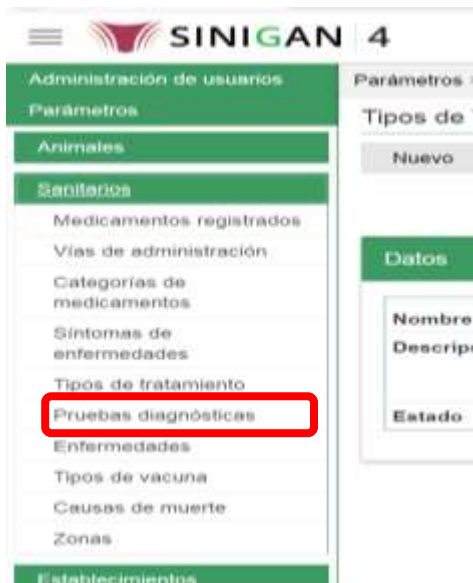 SINIGAN 4
Administración de usuarios
Parámetros
Animales
Sanitarios
Medicamentos registrados
Vías de administración
Categorías de
medicamentos
Síntomas de
enfermedades
Tipos de tratamiento
Pruebas diagnósticas
Enfermedades
Tipos de vacuna
Causas de muerte
Zonas
Establecimientos
Parámetros
Tipos de
Nuevo
Datos
Nombre
Descrip
Estado